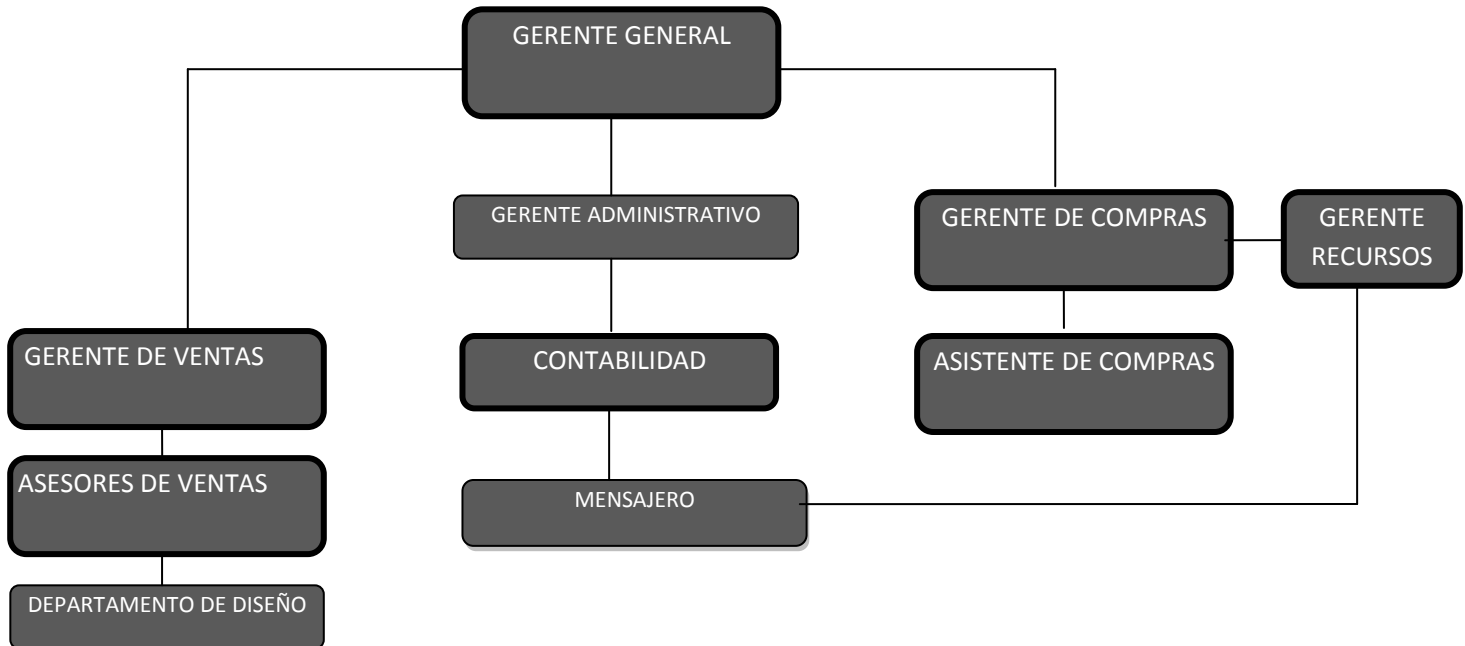 GERENTE GENERAL
GERENTE ADMINISTRATIVO
GERENTE DE COMPRAS
GERENTE
RECURSOS
GERENTE DE VENTAS
CONTABILIDAD
ASISTENTE DE COMPRAS
ASESORES DE VENTAS
MENSAJERO
DEPARTAMENTO DE DISEÑO